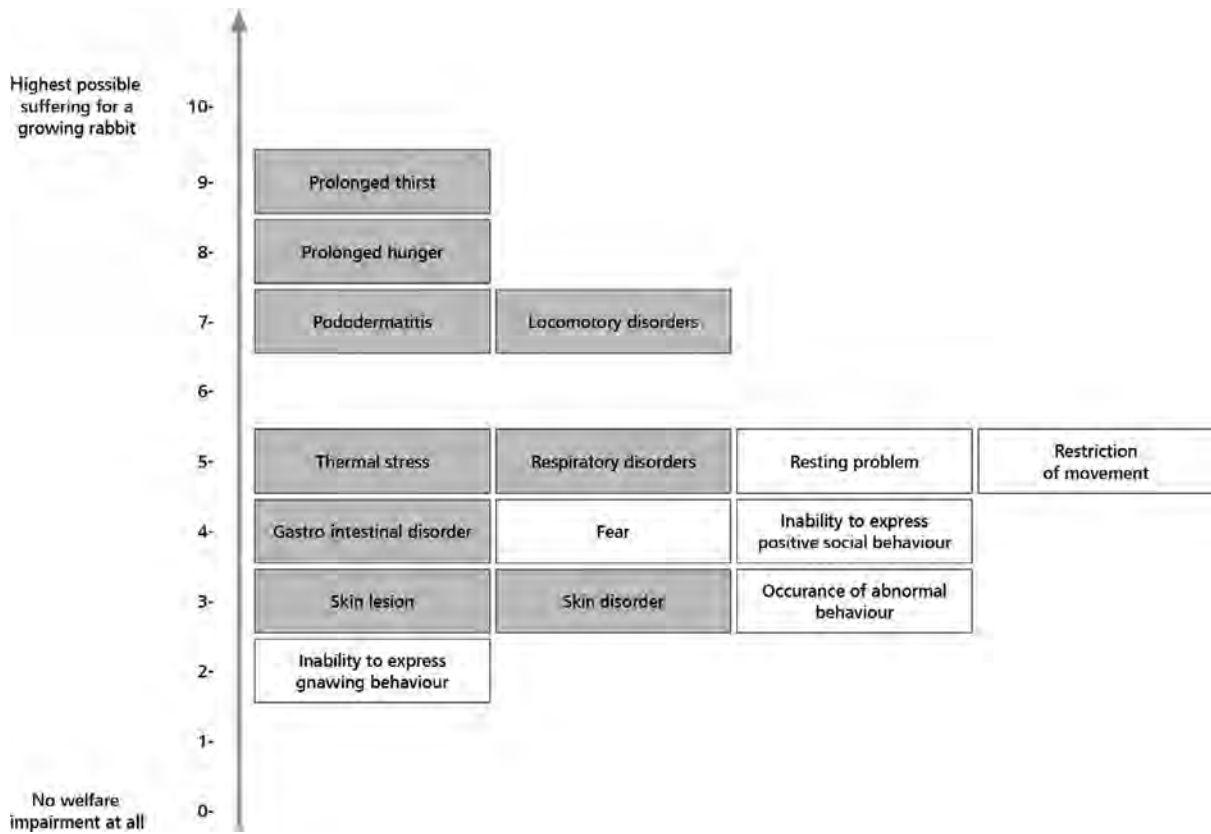 Highest possible
suffering for a
growing rabbit
10-
9-
Prolonged thirst
8-
Prolonged hunger
7-
Pododermatitis
Locomotory disorders
6-
5-
Thermal stress
Respiratory disorders
Resting problem
Restriction
of movement
4-
Gastro intestinal disorder
Fear
Inability to express
positive social behaviour
3-
Skin lesion
Skin disorder
Occurance of abnormal
behaviour
2-
Inability to express
gnawing behaviour
1-
No welfare
impairment at all
0-